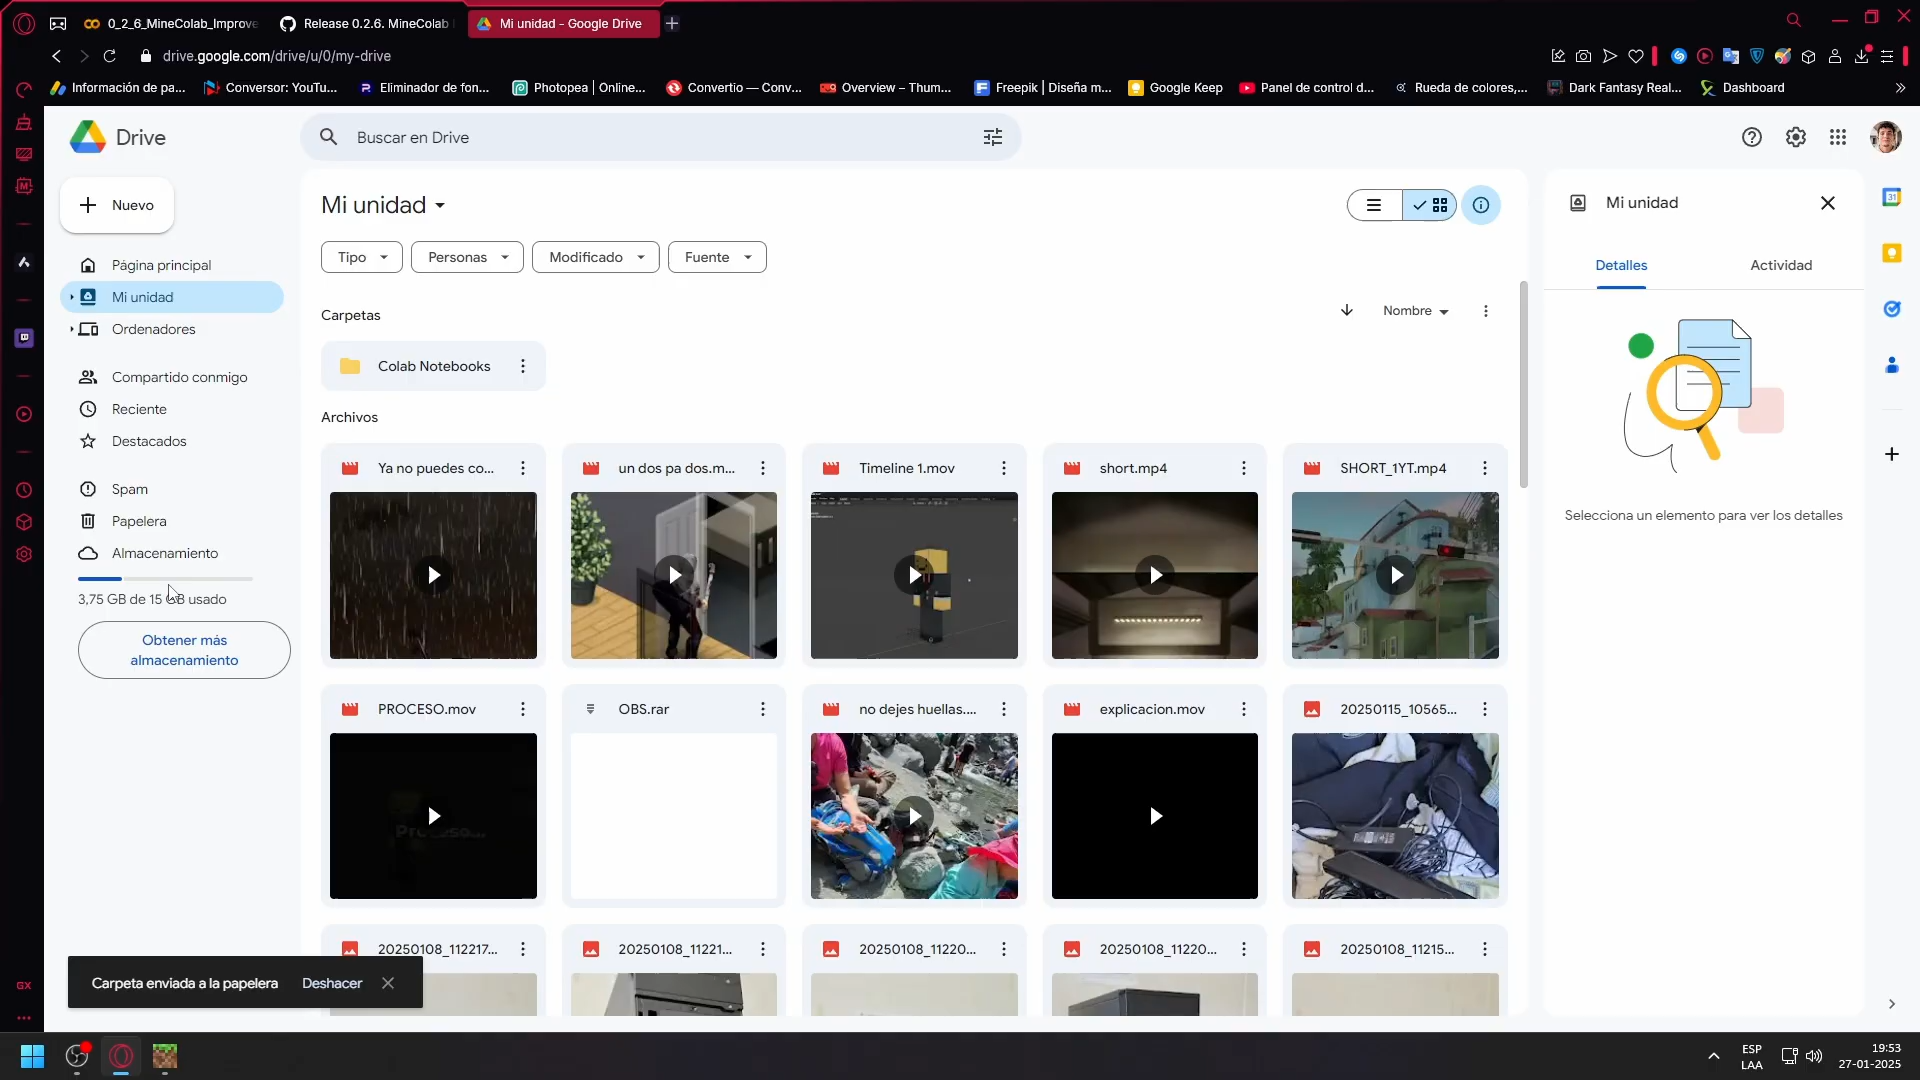 0_2_6_MineColab_Improve
Release 0.2.6. MineColab
Mi unidad - Google Drive
drive.google.com/drive/u/0/my-drive
Información de pa...
Conversor: YouTu...
Eliminador de fon...
Photopea | Online...
Convertio — Conv...
Overview – Thum...
Freepik | Diseña m...
Google Keep
Panel de control d...
Rueda de colores,...
Dark Fantasy Real...
Dashboard
Drive
Buscar en Drive
Nuevo
Página principal
Mi unidad
Ordenadores
Compartido conmigo
Reciente
Destacados
Spam
Papelera
Almacenamiento
3,75 GB de 15 GB usado
Obtener más
almacenamiento
Mi unidad
Tipo
Personas
Modificado
Fuente
Carpetas
Nombre
Colab Notebooks
Archivos
Ya no puedes co...
un dos pa dos.m...
Timeline 1.mov
short.mp4
SHORT_1YT.mp4
PROCESO.mov
OBS.rar
no dejes huellas....
explicacion.mov
20250115_10565...
20250108_112217...
20250108_11221...
20250108_11220...
20250108_11220...
20250108_11215...
Mi unidad
Detalles
Actividad
Selecciona un elemento para ver los detalles
31
Carpeta enviada a la papelera
Deshacer
GX
ESP
LAA
19:53
27-01-2025